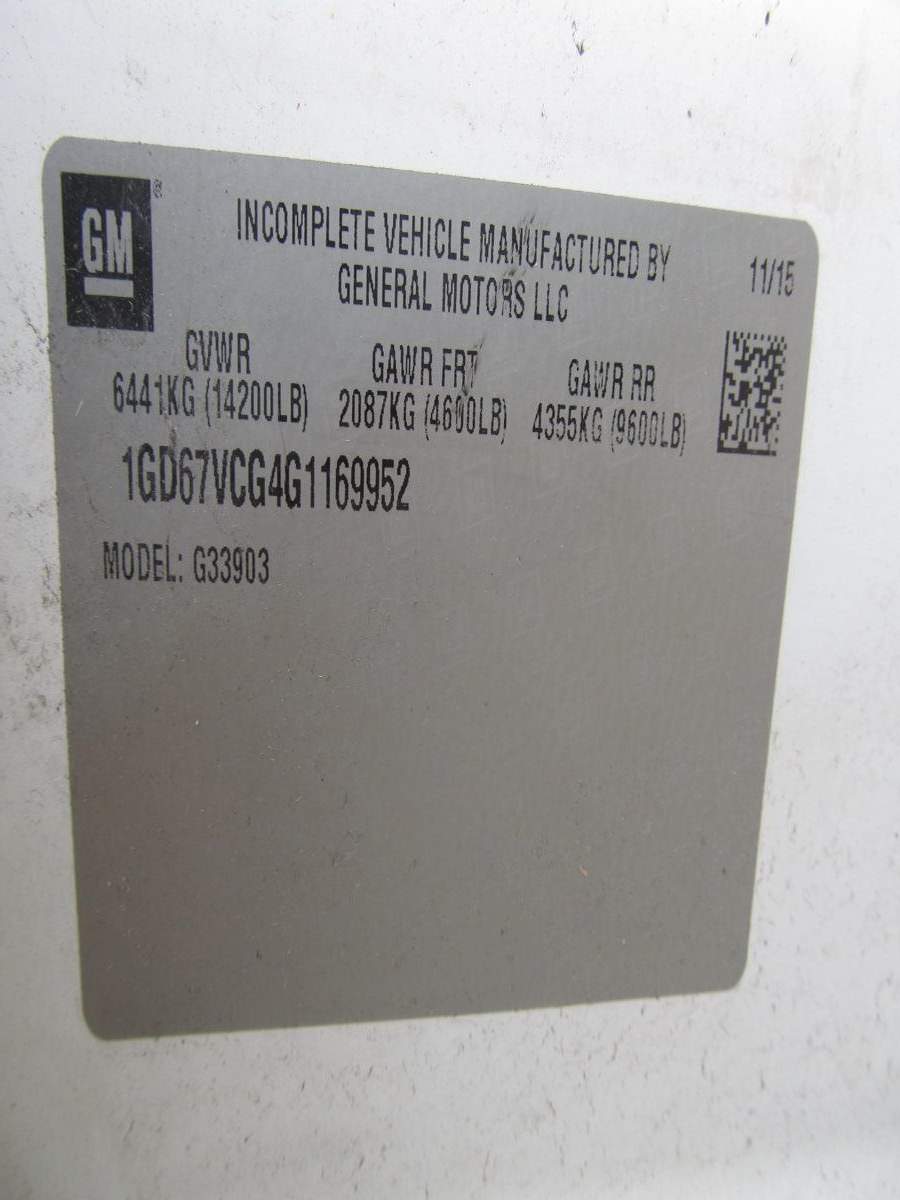 GM
INCOMPLETE VEHICLE MANUFACTURED BY
GENERAL MOTORS LLC
11/15
GVWR GAWR FRT GAWR RR
6441KG (14200LB) 2087KG (4600LB) 4355KG (9600LB)
1GD67VCG4G1169952
MODEL: G33903